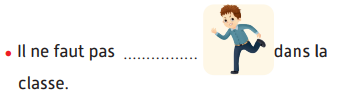 • Il ne faut pas ................ dans la
classe.